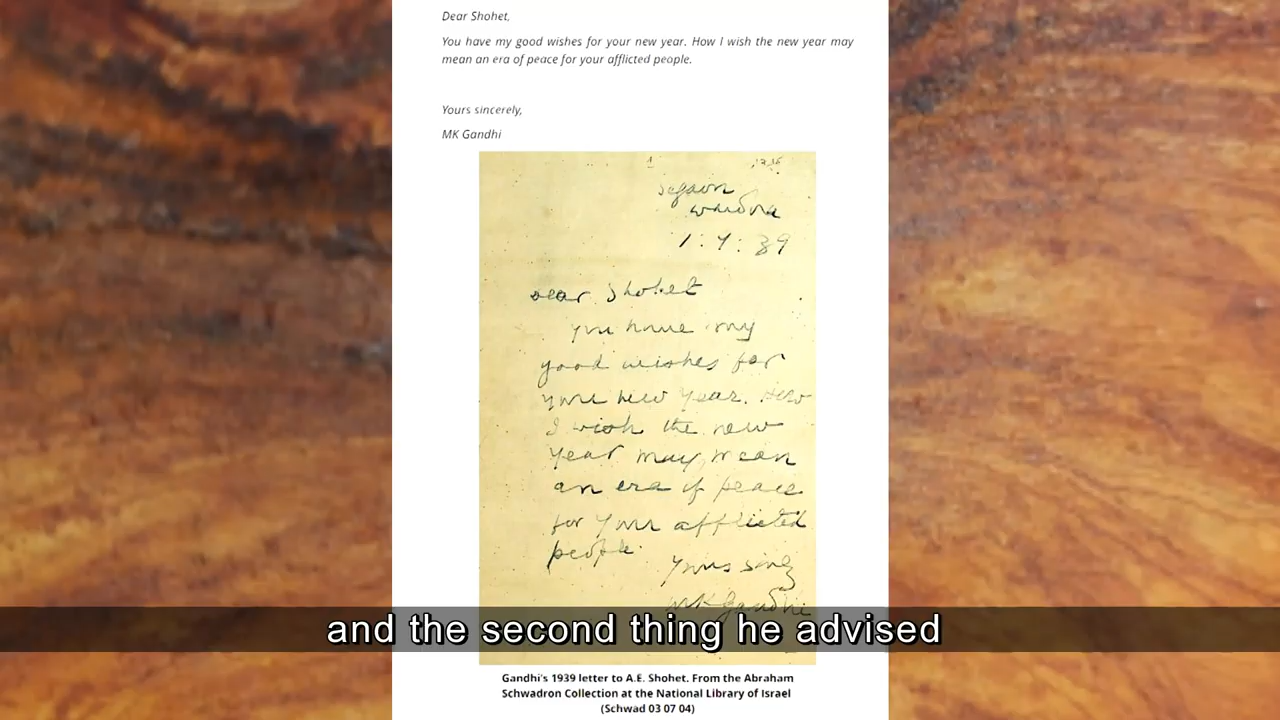 Dear Shohet,
You have my good wishes for your new year. How I wish the new year may
mean an era of peace for your afflicted people.
Yours sincerely,
MK Gandhi
Segaon
Wardha
Dear Shohet
you have my
good wishes for
your new year. How
I wish the new
year may mean
an era of peace
for your afflicted
people.
Yours sincly
MKGandhi
and the second thing he advised
Gandhi's 1939 letter to A.E. Shohet. From the Abraham
Schwadron Collection at the National Library of Israel
(Schwad 03 07 04)